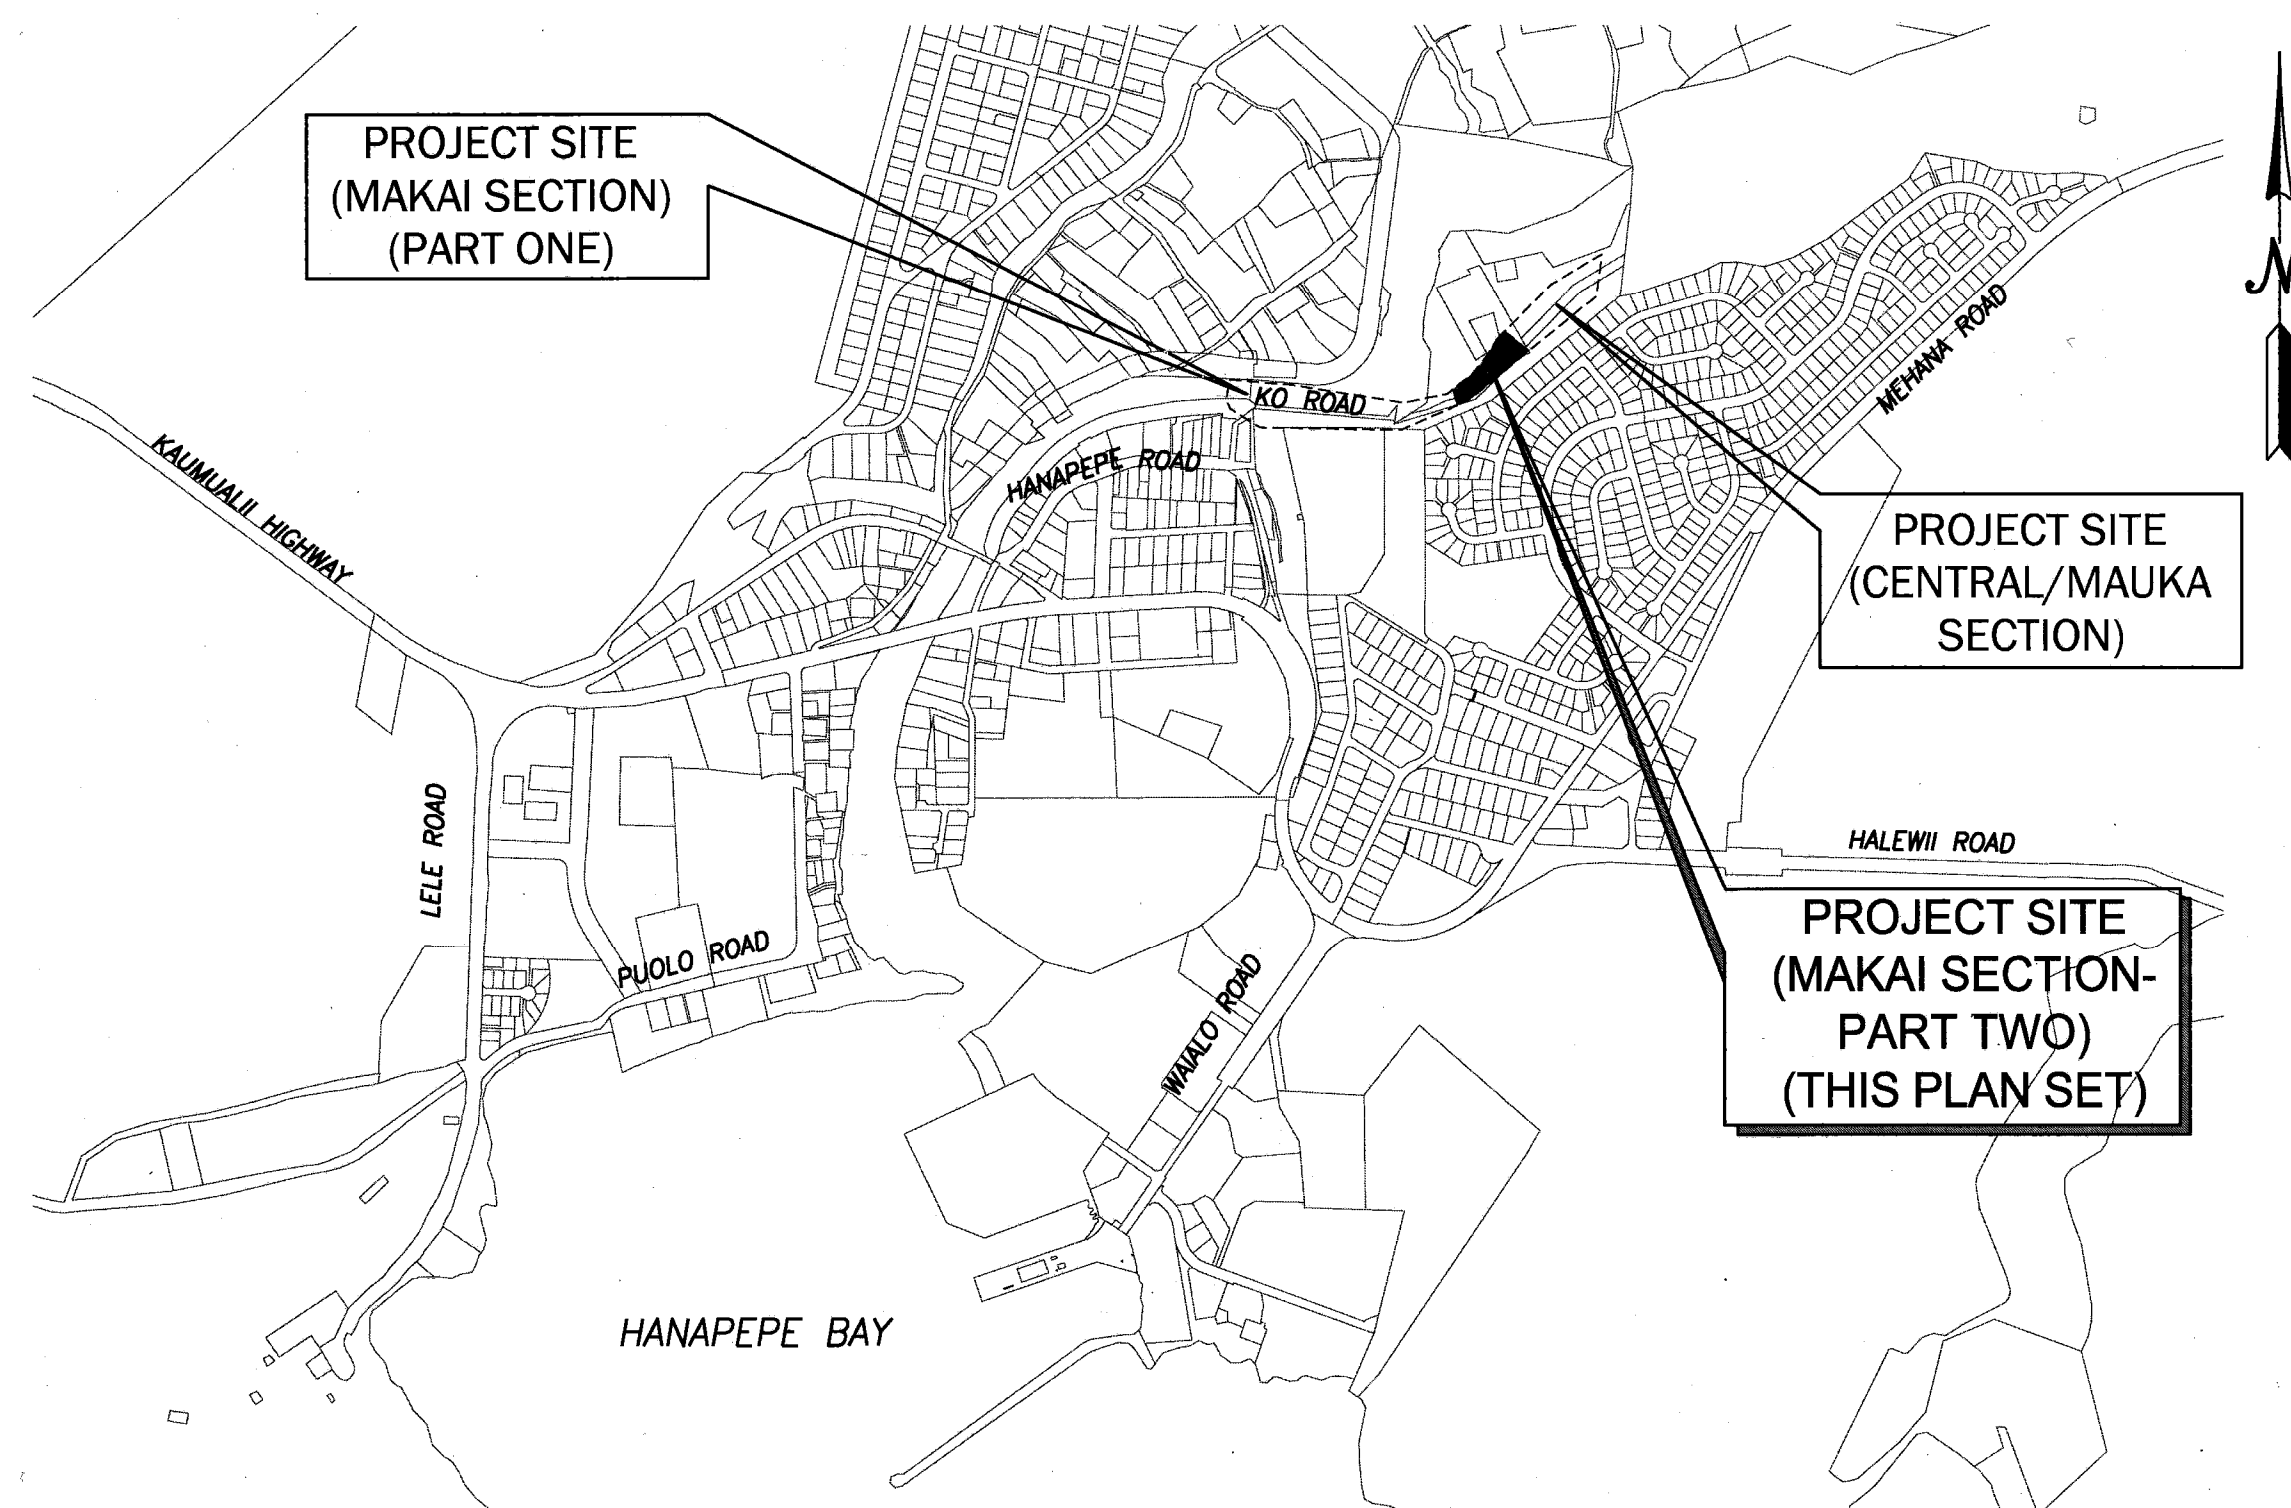 PROJECT SITE
(MAKAI SECTION)
(PART ONE)
N
KO ROAD
MEHANA ROAD
HANAPEPE ROAD
KAUMUALII HIGHWAY
PROJECT SITE
(CENTRAL/MAUKA
SECTION)
LELE ROAD
HALEWII ROAD
PUOLO ROAD
WAIALO ROAD
PROJECT SITE
(MAKAI SECTION-
PART TWO)
(THIS PLAN SET)
HANAPEPE BAY